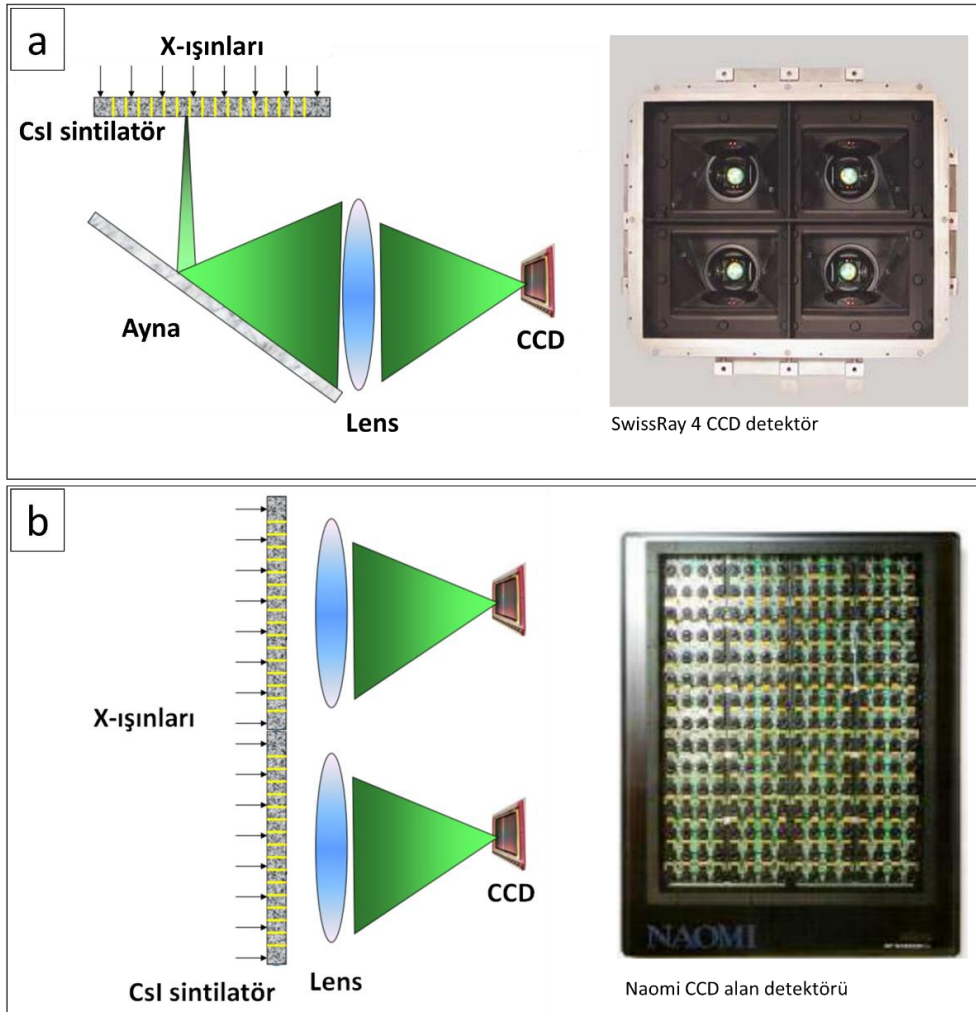 a
X-ışınları
CsI sintilatör
Ayna
Lens
CCD
SwissRay 4 CCD detektör
b
X-ışınları
CCD
Lens
CsI sintilatör
NAOMI
Naomi CCD alan detektörü